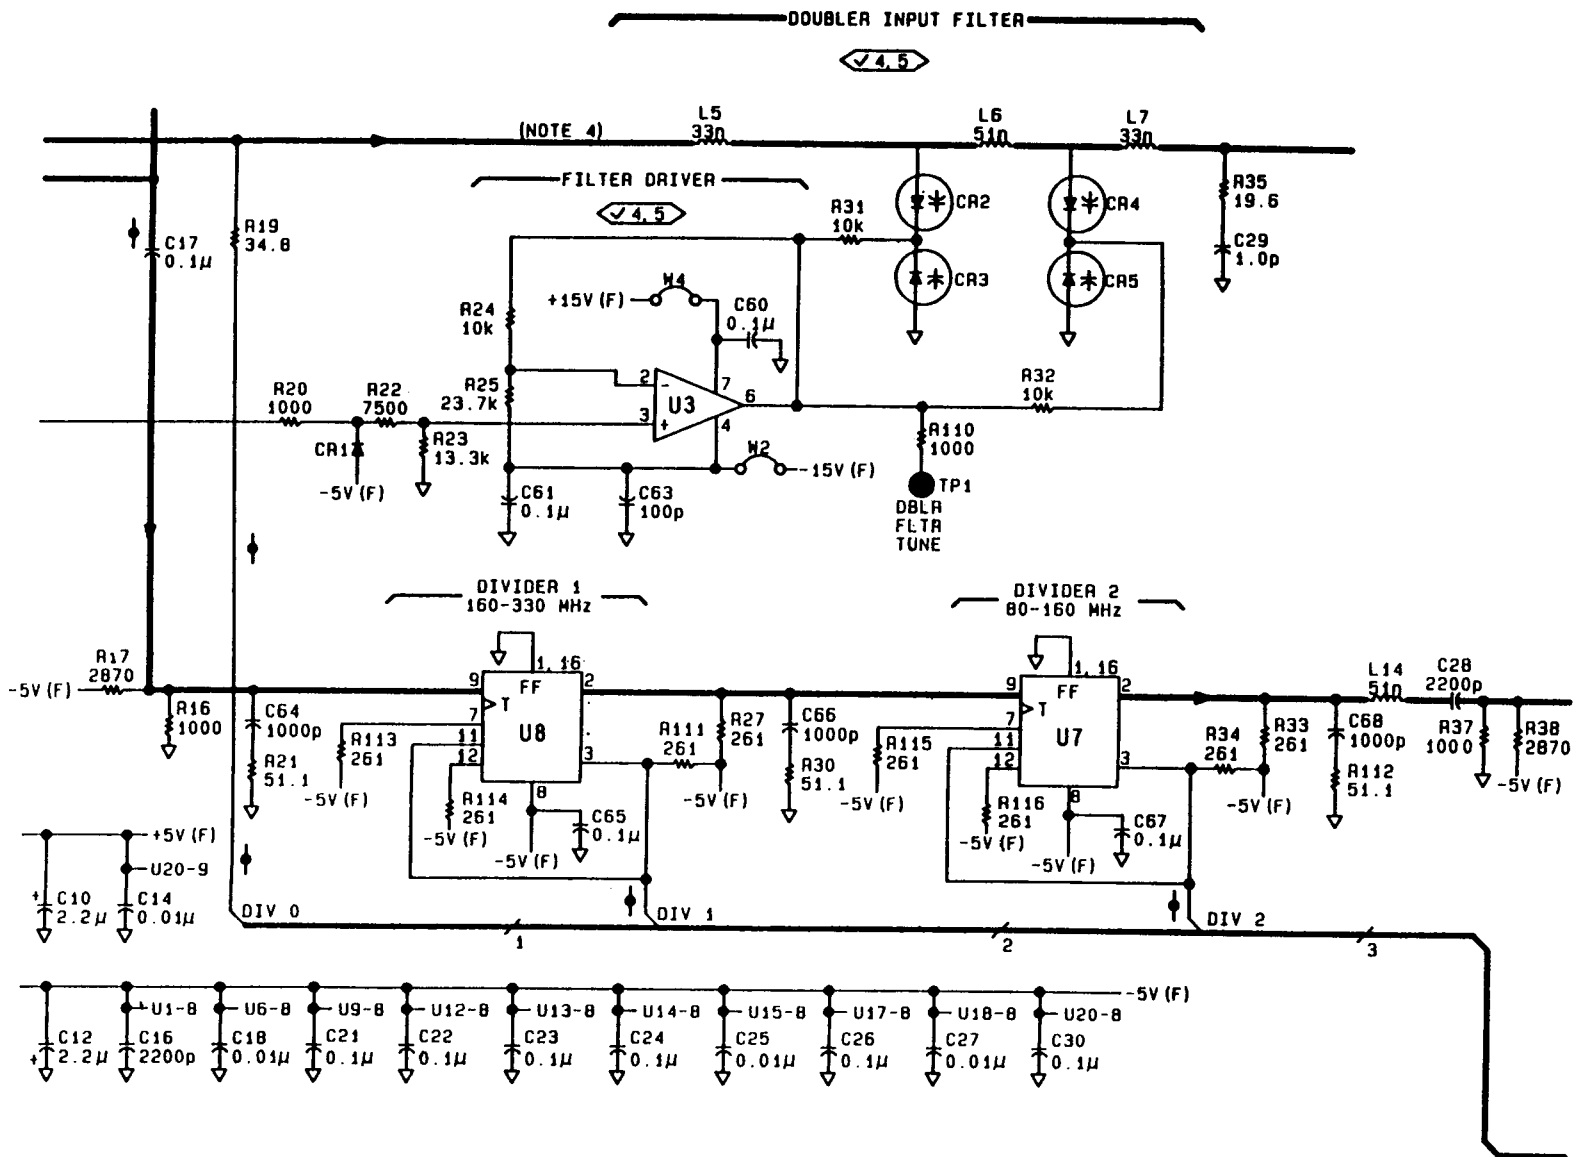 DOUBLER INPUT FILTER
✓ 4, 5
(NOTE 4)
L5
33n
L6
51n
L7
33n
FILTER DRIVER
✓ 4, 5
R31
10k
CR2
CR4
R35
19.6
C17
0.1µ
R19
34.8
C29
1.0p
CR3
CR5
W4
+15V(F)
R24
10k
C60
0.1µ
R20
1000
R22
7500
R25
23.7k
2
-
3
+
U3
7
6
4
R32
10k
CR1
R23
13.3k
R110
1000
W2
-15V(F)
-5V(F)
C61
0.1µ
C63
100p
TP1
DBLR
FLTR
TUNE
DIVIDER 1
160-330 MHz
DIVIDER 2
80-160 MHz
R17
2870
-5V(F)
R16
1000
C64
1000p
R21
51.1
1, 16
9
FF
2
T
7
U8
11
12
3
8
R113
261
-5V(F)
R114
261
-5V(F)
-5V(F)
C65
0.1µ
R111
261
R27
261
-5V(F)
C66
1000p
R30
51.1
1, 16
9
FF
2
T
7
U7
11
12
3
8
R115
261
-5V(F)
R116
261
-5V(F)
-5V(F)
C67
0.1µ
R34
261
R33
261
-5V(F)
C68
1000p
R112
51.1
L14
51n
C28
2200p
R37
1000
R38
2870
-5V(F)
+5V(F)
U20-9
+
C10
2.2µ
C14
0.01µ
DIV 0
1
DIV 1
2
DIV 2
3
-5V(F)
U1-8
U6-8
U9-8
U12-8
U13-8
U14-8
U15-8
U17-8
U18-8
U20-8
+
C12
2.2µ
C16
2200p
C18
0.01µ
C21
0.1µ
C22
0.1µ
C23
0.1µ
C24
0.1µ
C25
0.01µ
C26
0.1µ
C27
0.01µ
C30
0.1µ